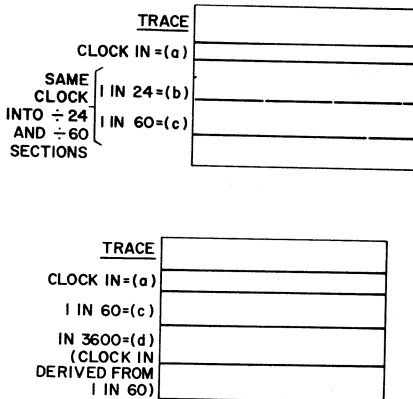 TRACE
CLOCK IN=(a)
SAME
CLOCK
INTO ÷24
AND ÷60
SECTIONS
1 IN 24=(b)
1 IN 60=(c)
TRACE
CLOCK IN=(a)
1 IN 60=(c)
IN 3600=(d)
(CLOCK IN
DERIVED FROM
1 IN 60)